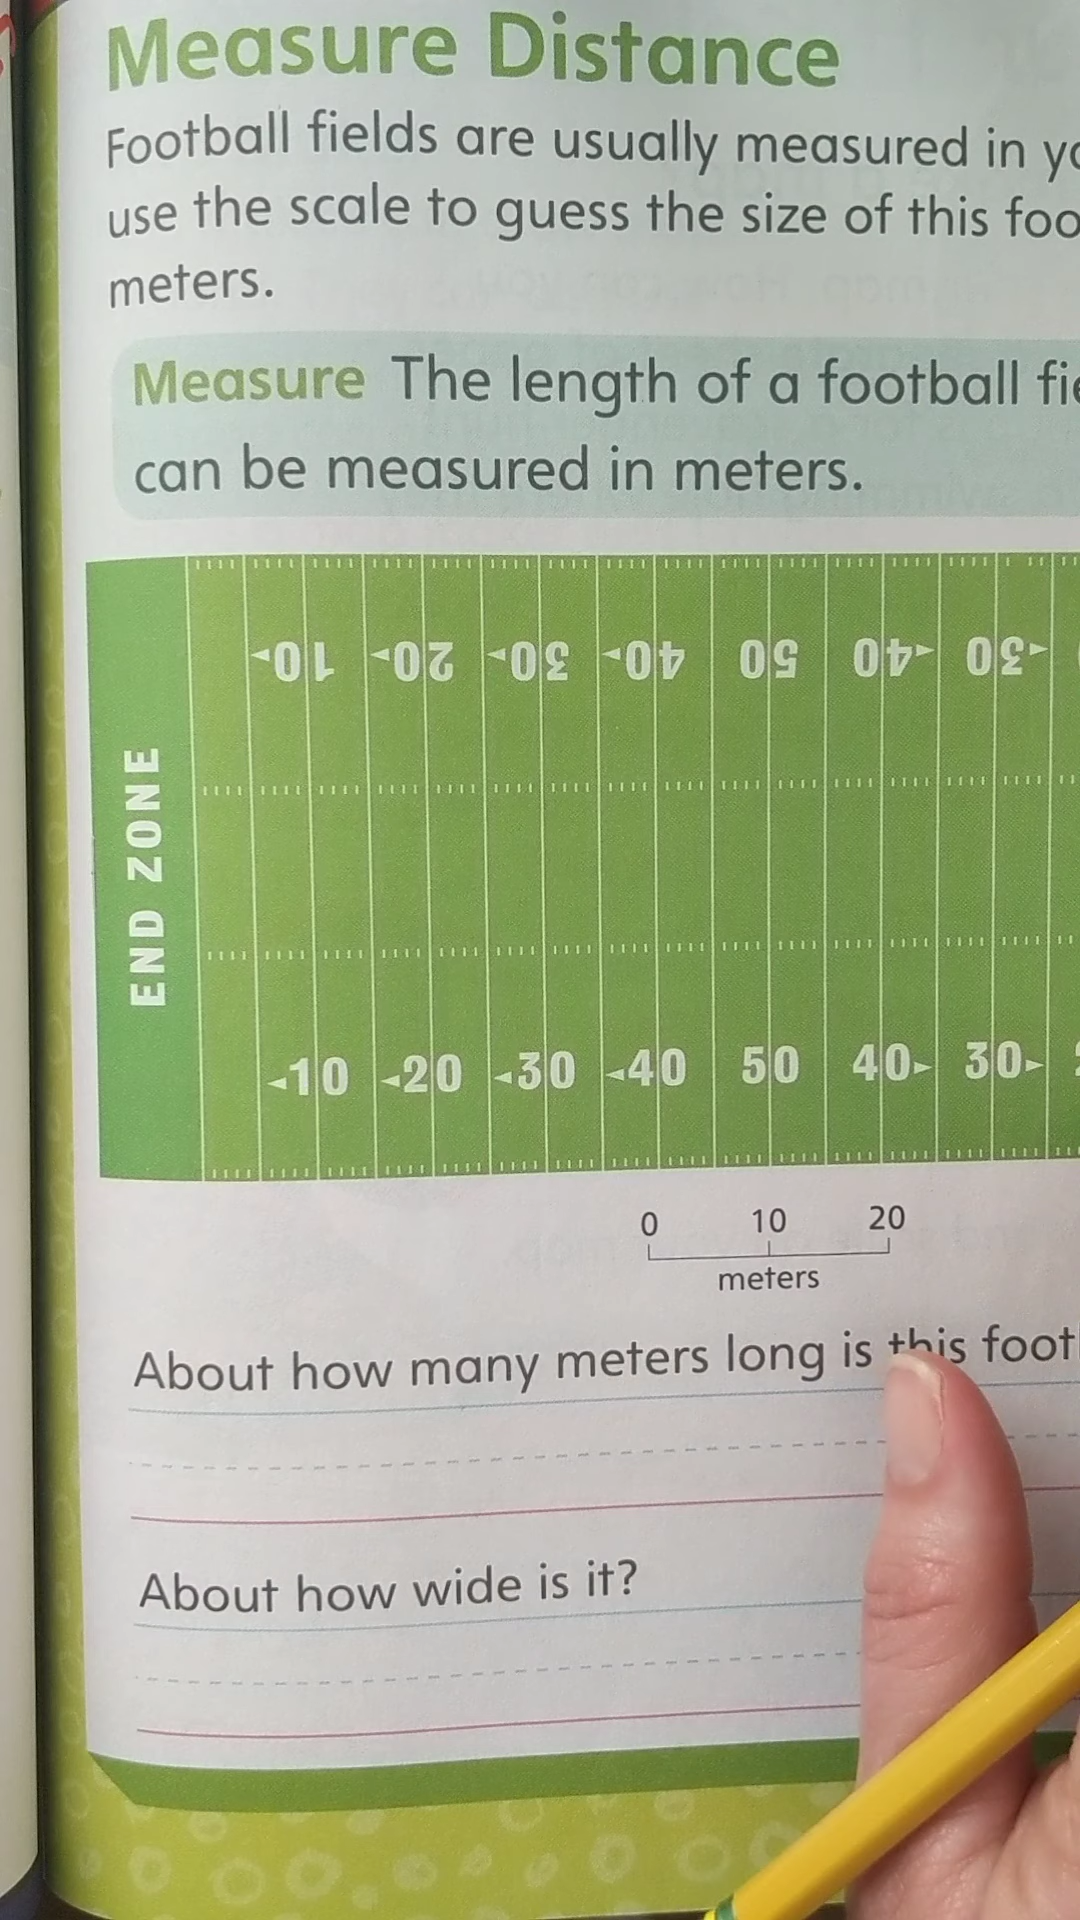 Measure Distance
Football fields are usually measured in
use the scale to guess the size of this
meters.
Measure The length of a football
can be measured in meters.
10 20 30 40 50 40 30
END ZONE
10 20 30 40 50 40 30
0 10 20
meters
About how many meters long is this
About how wide is it?